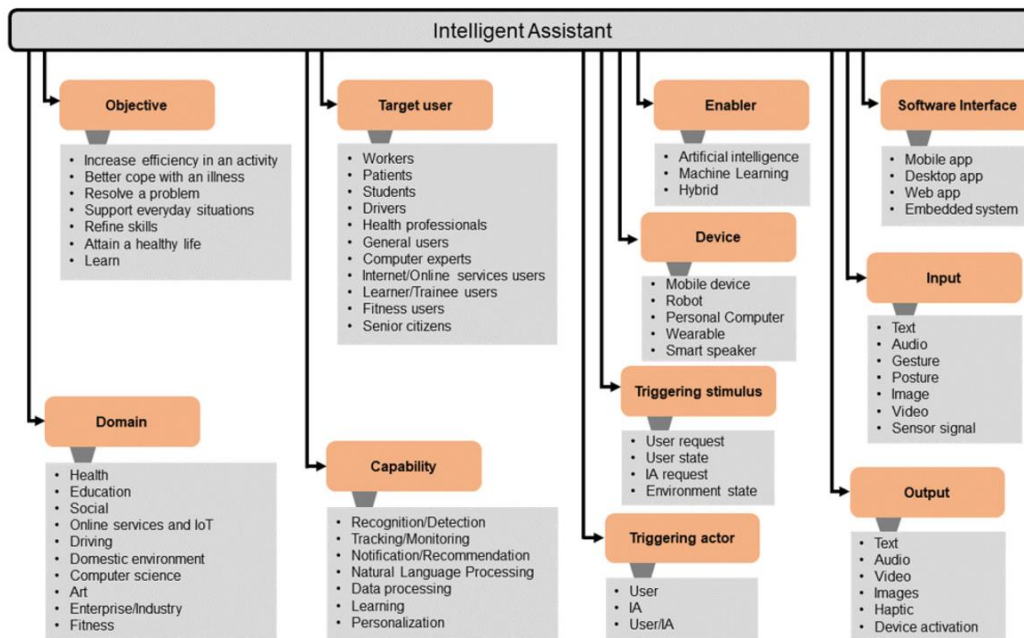 Intelligent Assistant
Objective
• Increase efficiency in an activity
• Better cope with an illness
• Resolve a problem
• Support everyday situations
• Refine skills
• Attain a healthy life
• Learn
Domain
• Health
• Education
• Social
• Online services and IoT
• Driving
• Domestic environment
• Computer science
• Art
• Enterprise/Industry
• Fitness
Target user
• Workers
• Patients
• Students
• Drivers
• Health professionals
• General users
• Computer experts
• Internet/Online services users
• Learner/Trainee users
• Fitness users
• Senior citizens
Capability
• Recognition/Detection
• Tracking/Monitoring
• Notification/Recommendation
• Natural Language Processing
• Data processing
• Learning
• Personalization
Enabler
• Artificial intelligence
• Machine Learning
• Hybrid
Device
• Mobile device
• Robot
• Personal Computer
• Wearable
• Smart speaker
Triggering stimulus
• User request
• User state
• IA request
• Environment state
Triggering actor
• User
• IA
• User/IA
Software Interface
• Mobile app
• Desktop app
• Web app
• Embedded system
Input
• Text
• Audio
• Gesture
• Posture
• Image
• Video
• Sensor signal
Output
• Text
• Audio
• Video
• Images
• Haptic
• Device activation